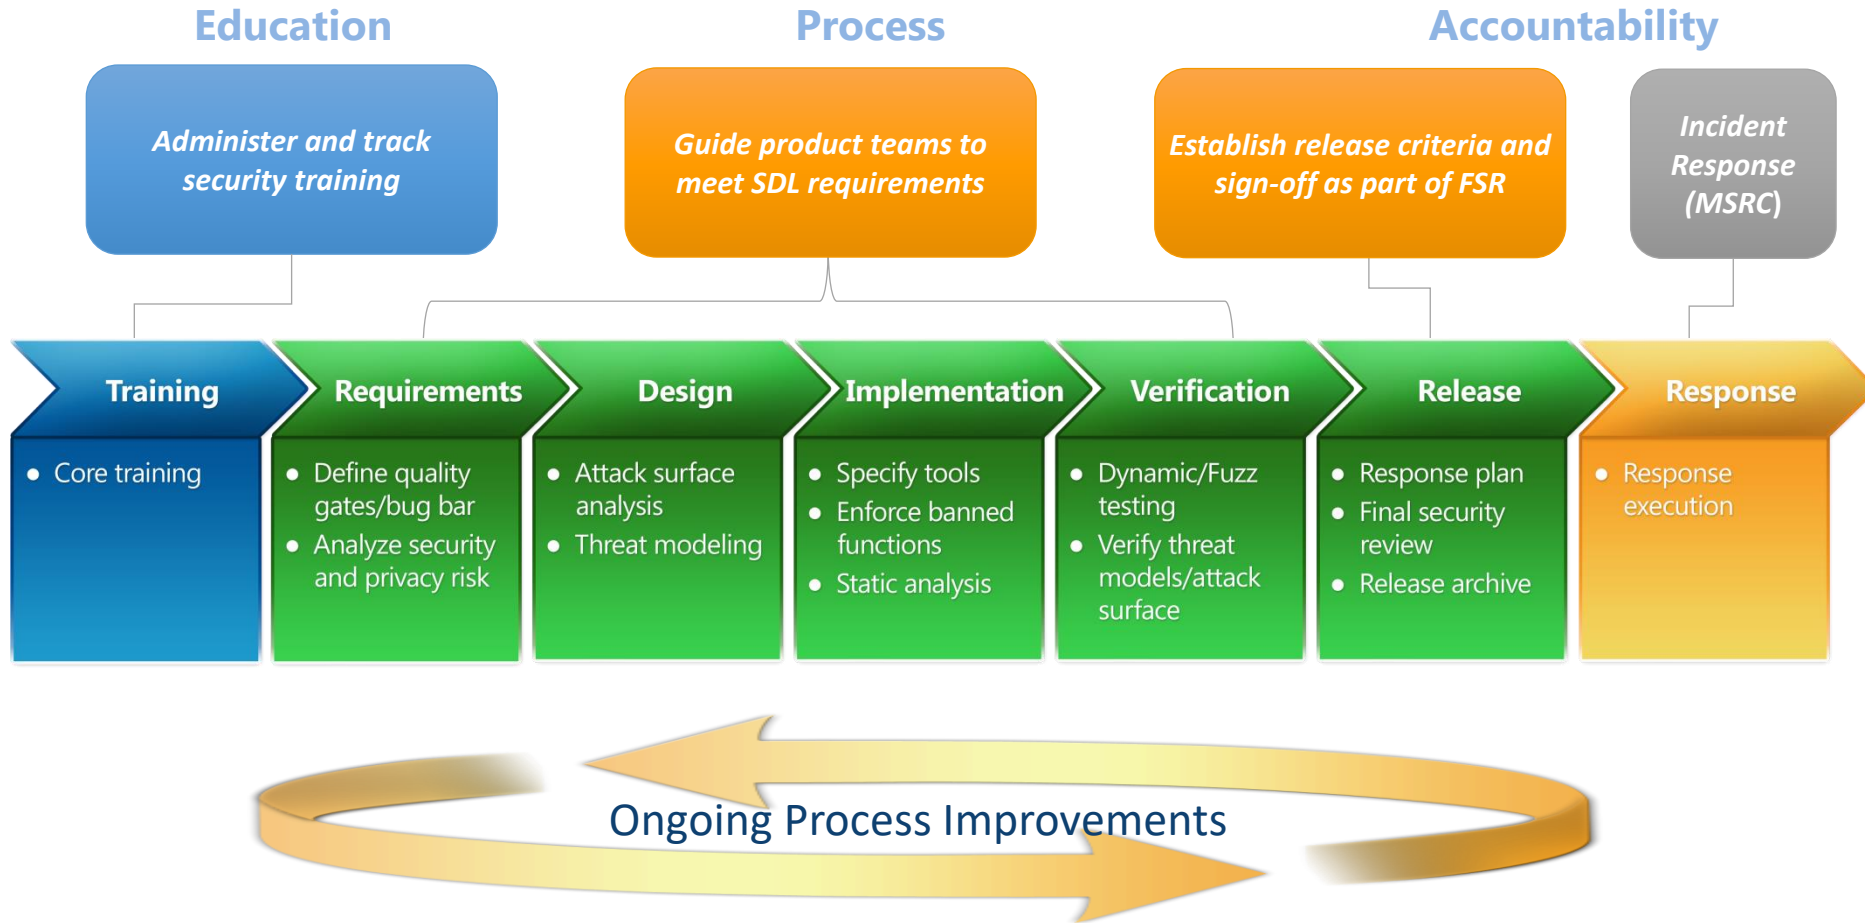 Education
Process
Accountability
Administer and track
security training
Guide product teams to
meet SDL requirements
Establish release criteria and
sign-off as part of FSR
Incident
Response
(MSRC)
Training
Requirements
Design
Implementation
Verification
Release
Response
• Core training
• Define quality
gates/bug bar
• Analyze security
and privacy risk
• Attack surface
analysis
• Threat modeling
• Specify tools
• Enforce banned
functions
• Static analysis
• Dynamic/Fuzz
testing
• Verify threat
models/attack
surface
• Response plan
• Final security
review
• Release archive
• Response
execution
Ongoing Process Improvements